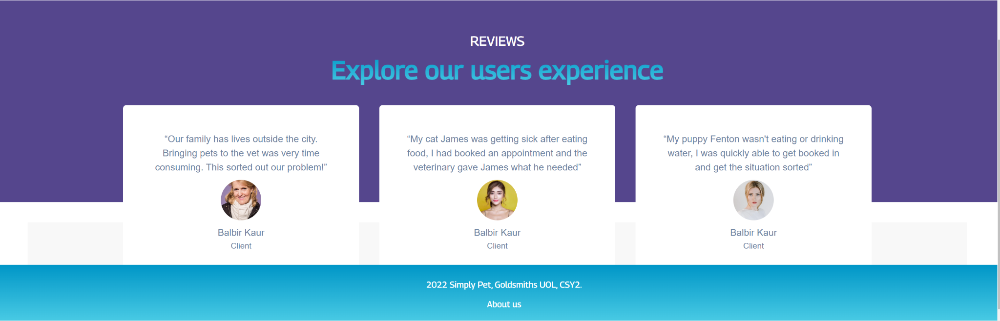 REVIEWS
Explore our users experience
“Our family has lives outside the city.
Bringing pets to the vet was very time
consuming. This sorted out our problem!”
Balbir Kaur
Client
“My cat James was getting sick after eating
food, I had booked an appointment and the
veterinary gave James what he needed”
Balbir Kaur
Client
“My puppy Fenton wasn't eating or drinking
water, I was quickly able to get booked in
and get the situation sorted”
Balbir Kaur
Client
2022 Simply Pet, Goldsmiths UOL, CSY2.
About us